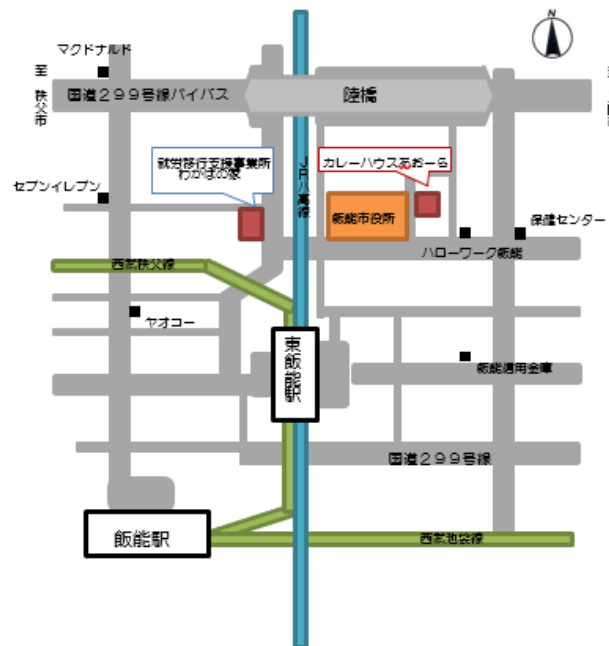 N
マクドナルド
至 秩父市
国道299号線バイパス
陸橋
就労移行支援事業所
わかばの家
カレーハウスあおーら
JR八高線
セブンイレブン
飯能市役所
保健センター
ハローワーク飯能
西武秩父線
ヤオコー
東飯能駅
飯能信用金庫
国道299号線
飯能駅
西武池袋線